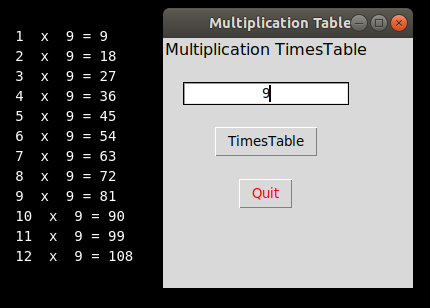 1  x  9 = 9
2  x  9 = 18
3  x  9 = 27
4  x  9 = 36
5  x  9 = 45
6  x  9 = 54
7  x  9 = 63
8  x  9 = 72
9  x  9 = 81
10  x  9 = 90
11  x  9 = 99
12  x  9 = 108
Multiplication Table
Multiplication TimesTable
9
TimesTable
Quit